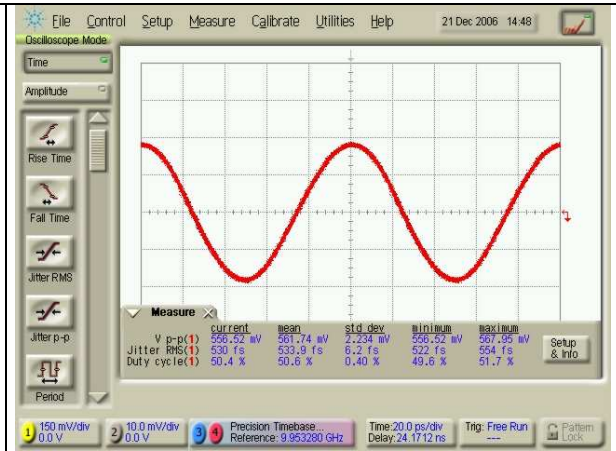 File Control Setup Measure Calibrate Utilities Help 21 Dec 2006 14:48
Oscilloscope Mode
Time
Amplitude
Rise Time
Fall Time
Jitter RMS
Jitter p-p
Period
Measure
current mean std dev minimum maximum
V p-p(1) 556.52 mV 561.74 mV 2.234 mV 556.52 mV 567.95 mV
Jitter RMS(1) 530 fs 533.9 fs 6.2 fs 522 fs 554 fs
Duty cycle(1) 50.4 % 50.6 % 0.40 % 49.6 % 51.7 %
Setup
& Info
1 150 mV/div
0.0 V
2 10.0 mV/div
0.0 V
3 4
Precision Timebase...
Reference: 9.953280 GHz
Time:20.0 ps/div
Delay:24.1712 ns
Trig: Free Run
---
Pattern
Lock